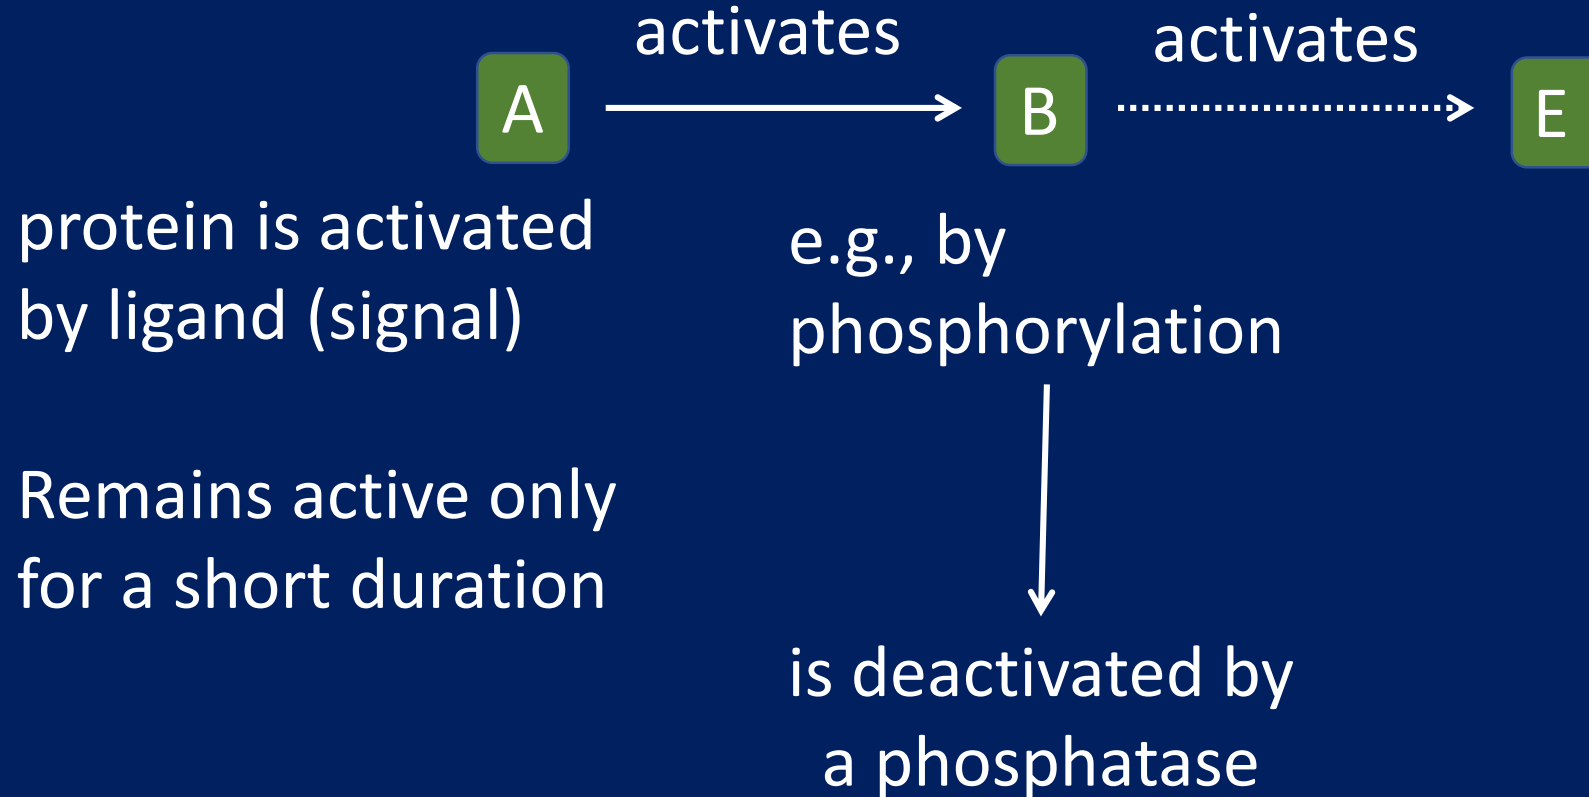 activates
activates
A
B
E
protein is activated
by ligand (signal)
e.g., by
phosphorylation
Remains active only
for a short duration
is deactivated by
a phosphatase